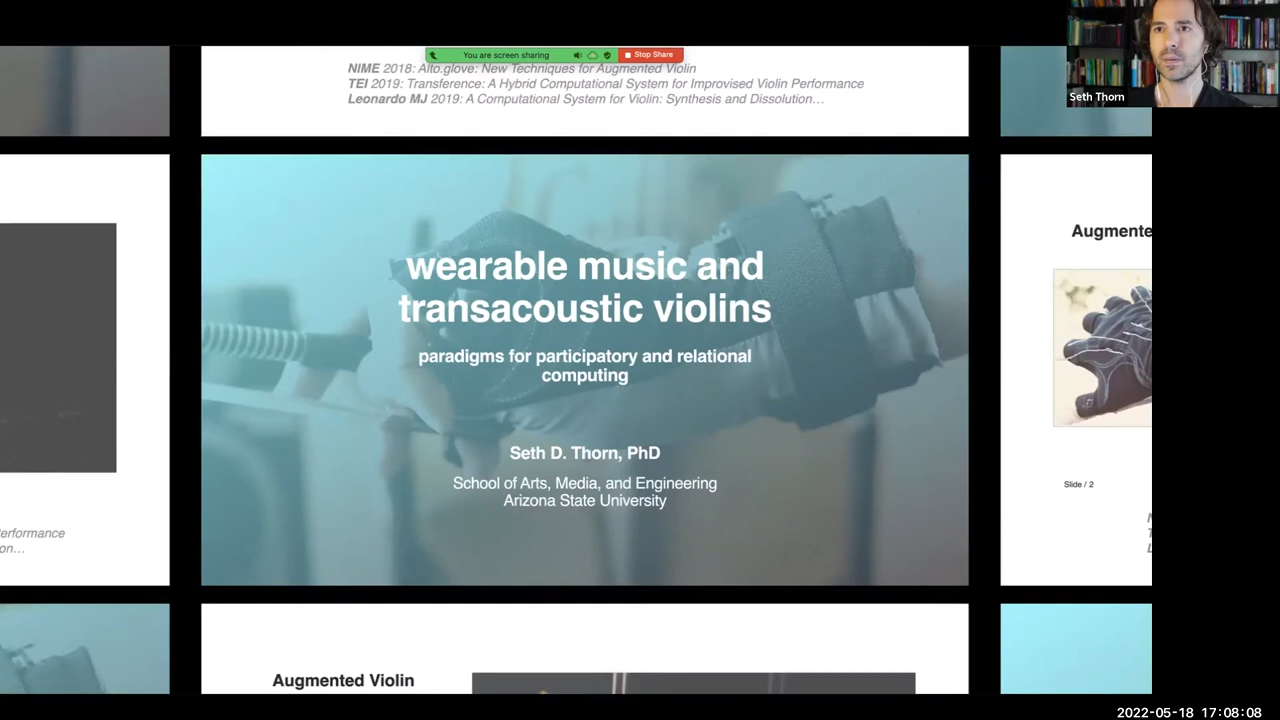 You are screen sharing
Stop Share
NIME 2018: Alto.glove: New Techniques for Augmented Violin
TEI 2019: Transference: A Hybrid Computational System for Improvised Violin Performance
Leonardo MJ 2019: A Computational System for Violin: Synthesis and Dissolution…
Seth Thorn
wearable music and
transacoustic violins
paradigms for participatory and relational
computing
Seth D. Thorn, PhD
School of Arts, Media, and Engineering
Arizona State University
erformance
on…
Augmente
Slide / 2
Augmented Violin
2022-05-18 17:08:08